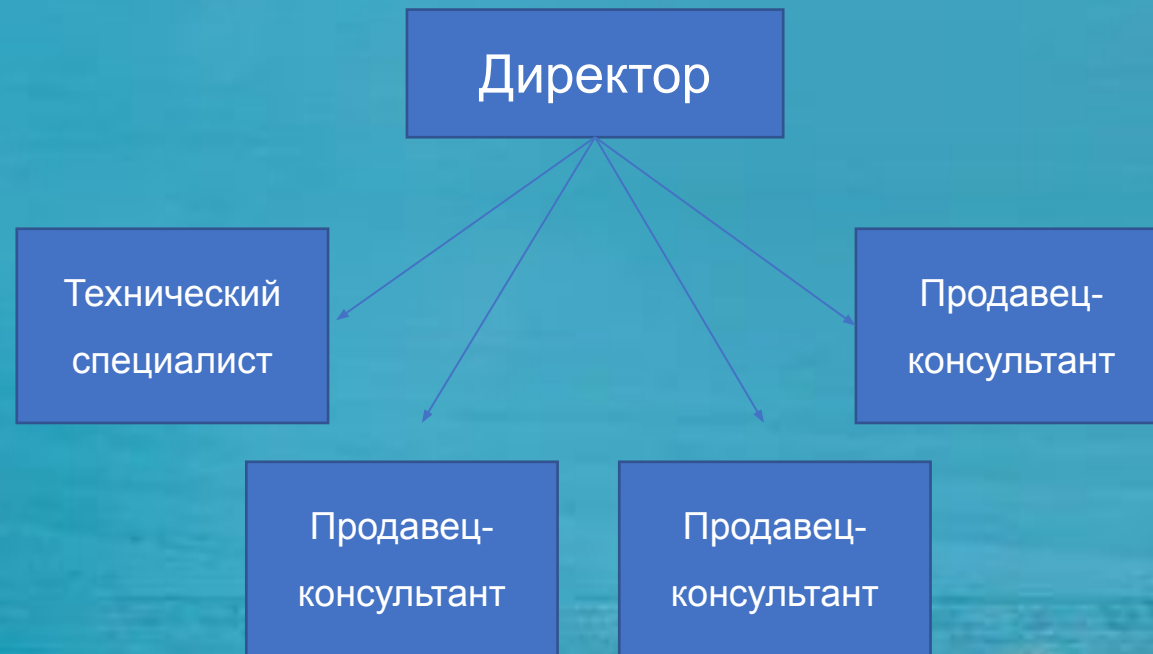 Директор
Технический
специалист
Продавец-
консультант
Продавец-
консультант
Продавец-
консультант